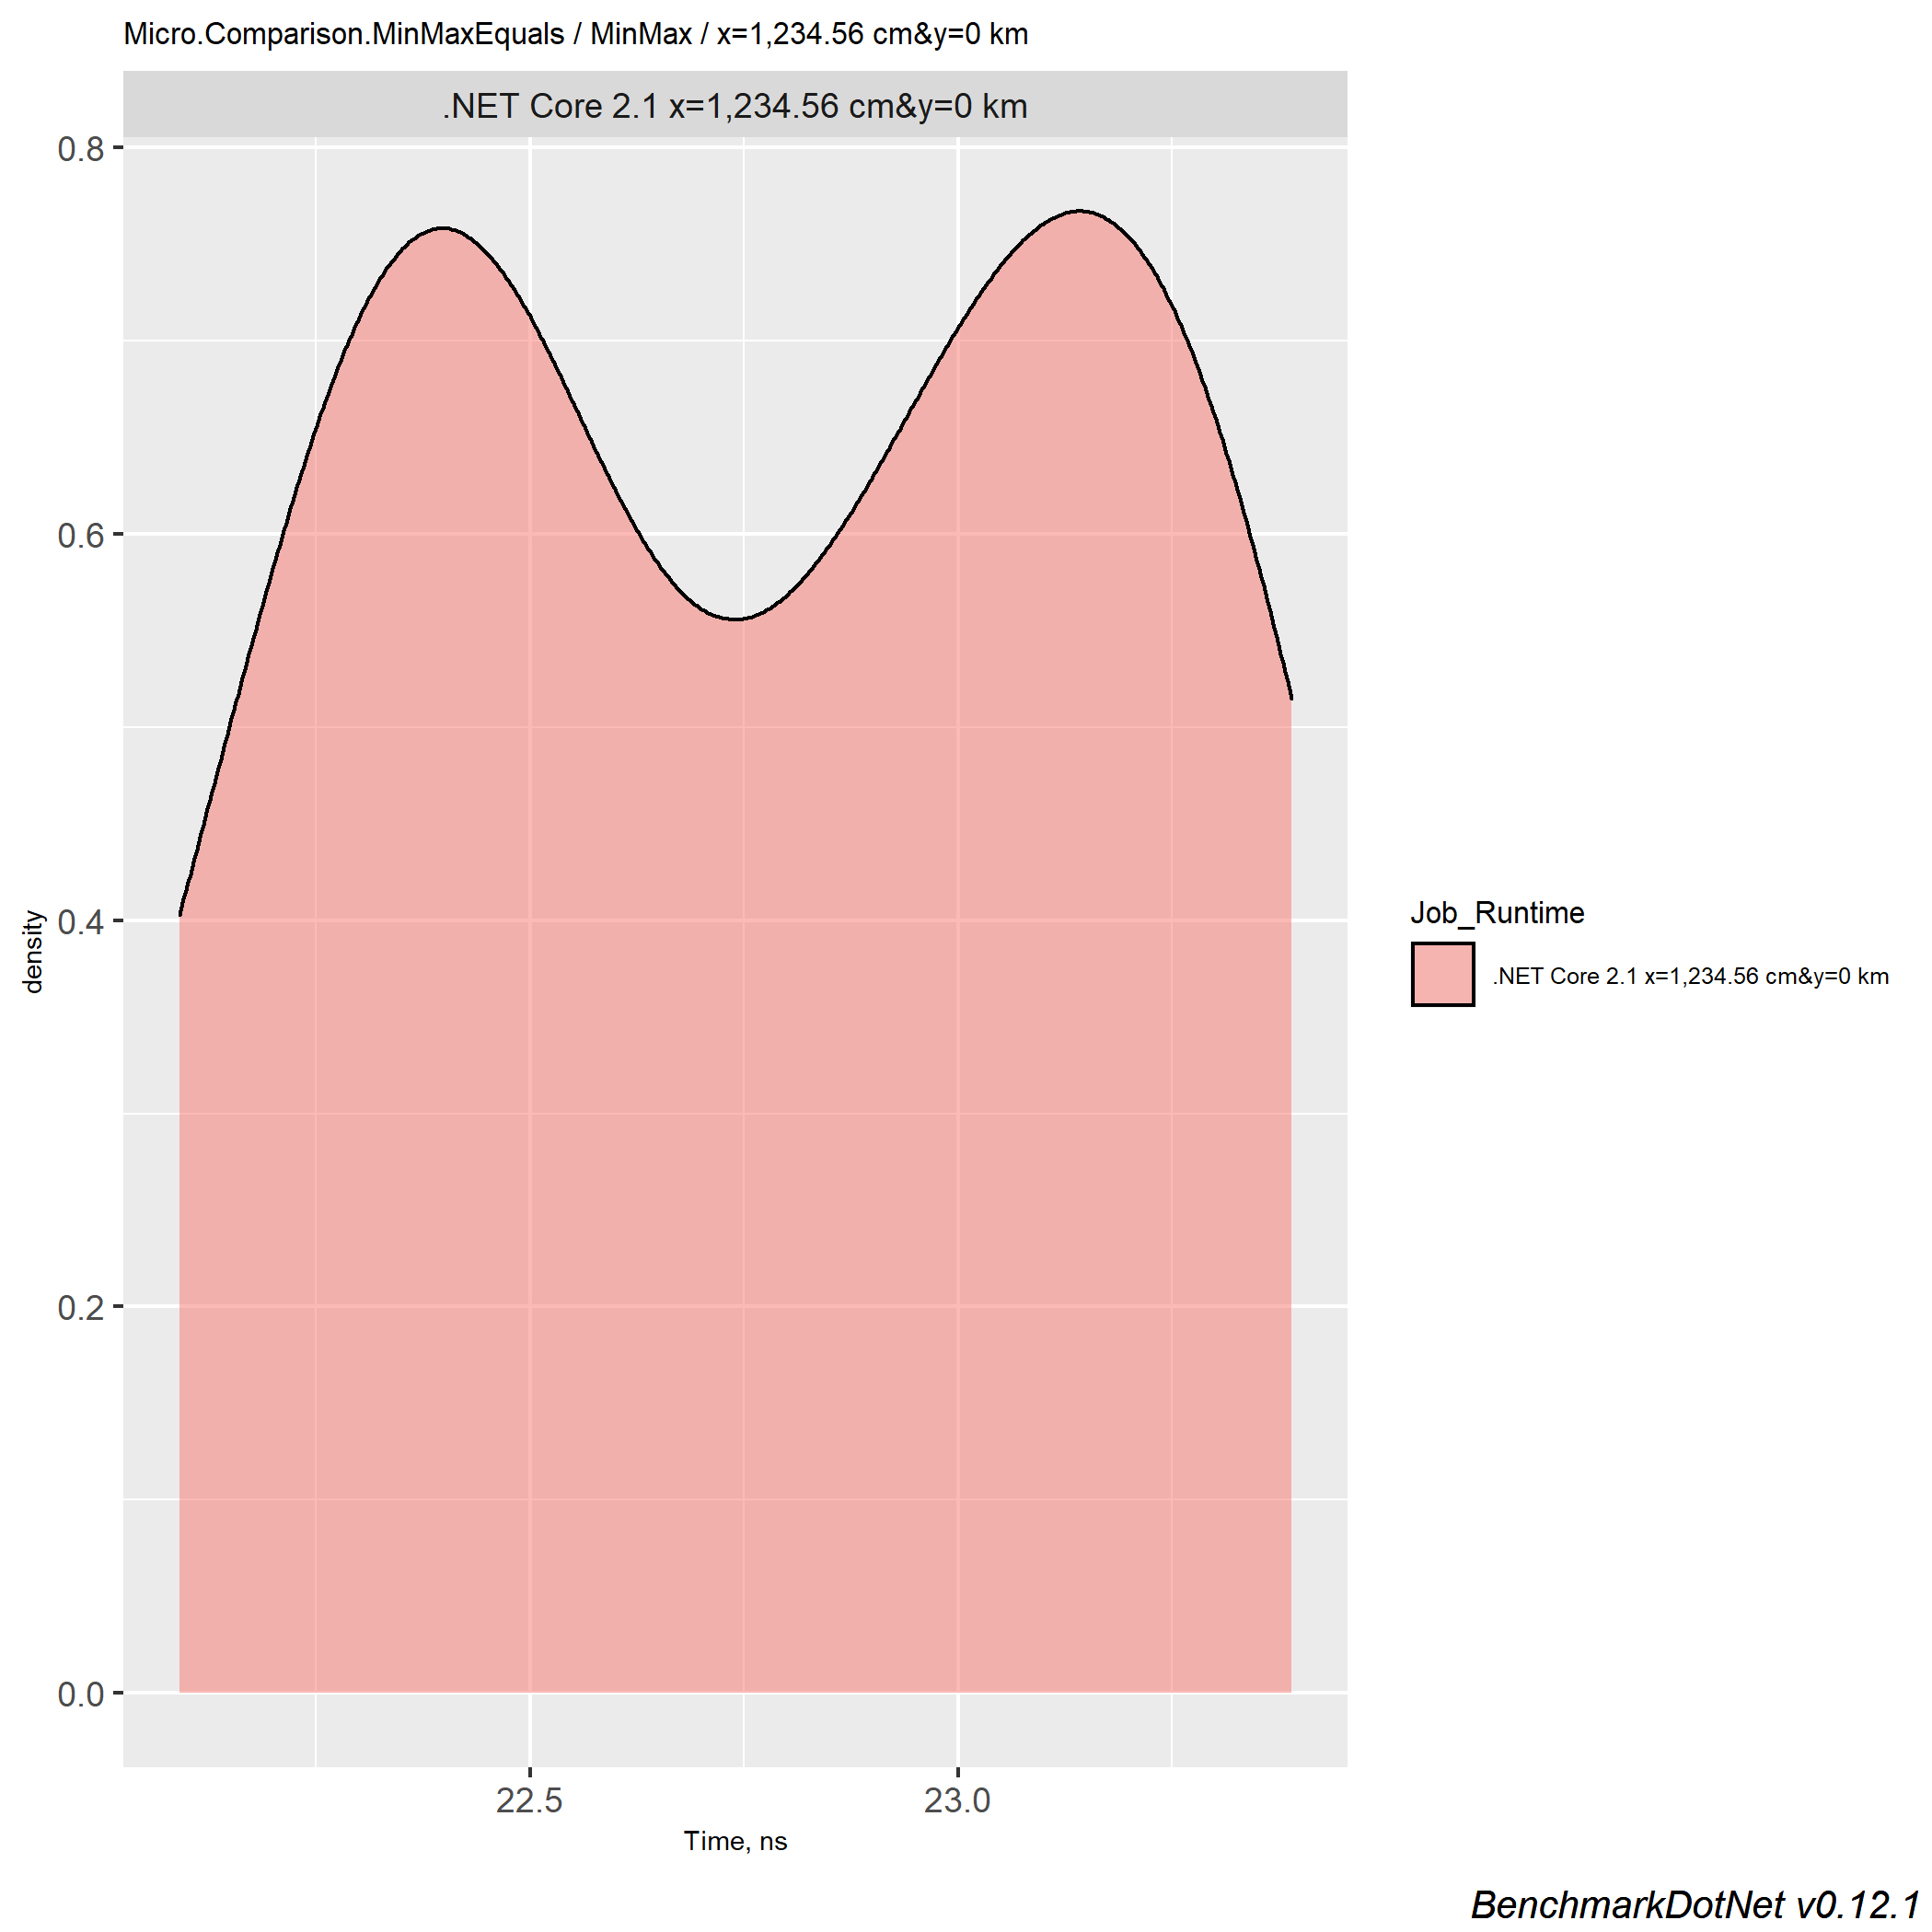 Micro.Comparison.MinMaxEquals / MinMax / x=1,234.56 cm&y=0 km
.NET Core 2.1 x=1,234.56 cm&y=0 km
0.8
0.6
0.4
0.2
0.0
density
22.5 23.0
Time, ns
Job_Runtime
.NET Core 2.1 x=1,234.56 cm&y=0 km
BenchmarkDotNet v0.12.1